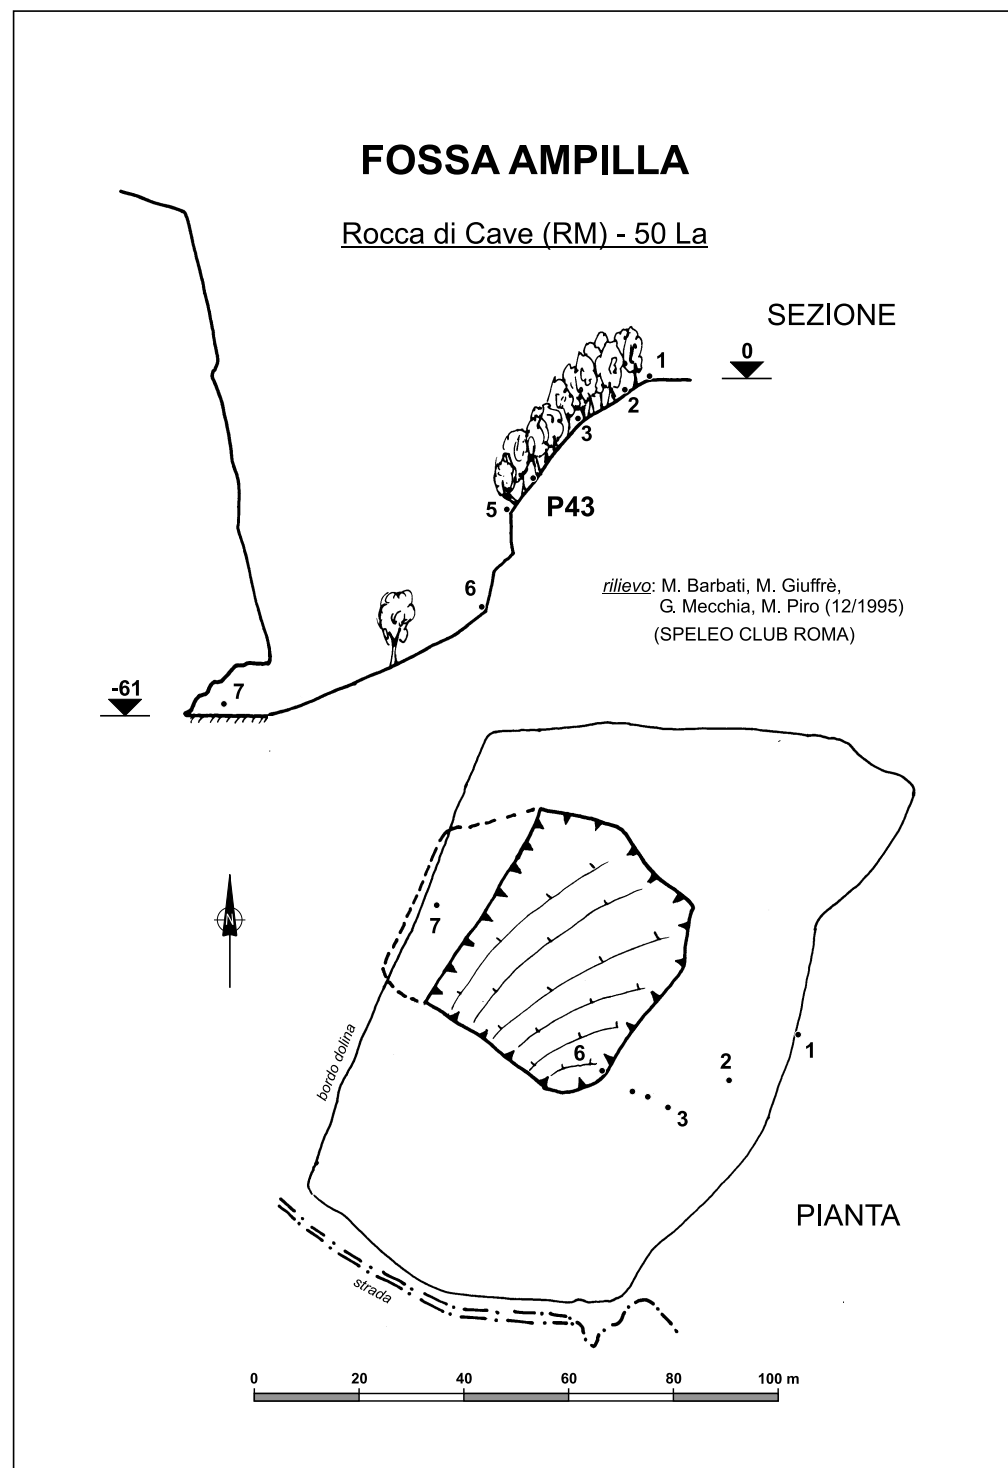 FOSSA AMPILLA
Rocca di Cave (RM) - 50 La
SEZIONE
0
1
2
3
P43
5
6
rilievo: M. Barbati, M. Giuffrè,
G. Mecchia, M. Piro (12/1995)
(SPELEO CLUB ROMA)
-61
7
N
7
bordo dolina
6
2
1
3
PIANTA
strada
0 20 40 60 80 100 m